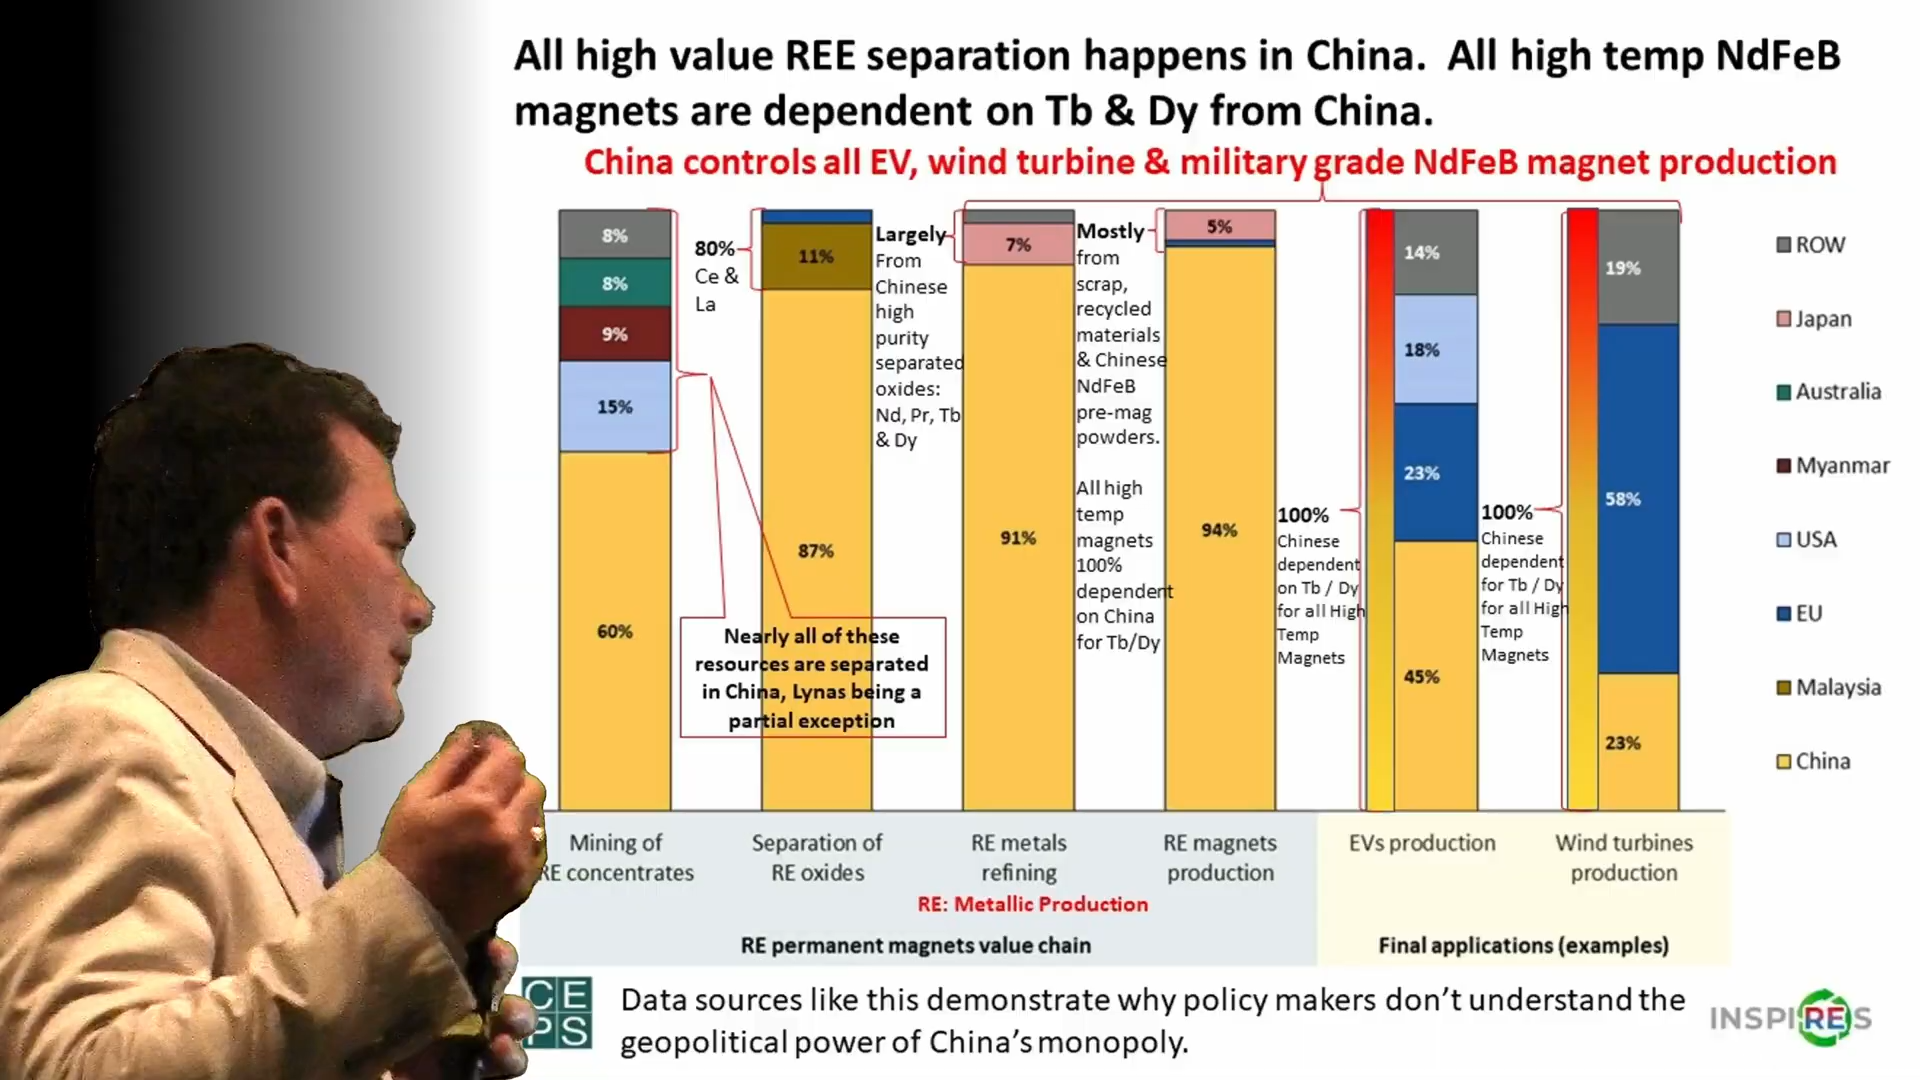 All high value REE separation happens in China. All high temp NdFeB
magnets are dependent on Tb & Dy from China.
China controls all EV, wind turbine & military grade NdFeB magnet production
8%
8%
9%
15%
60%
80%
Ce &
La
11%
87%
Largely
From
Chinese
high
purity
separated
oxides:
Nd, Pr, Tb
& Dy
7%
91%
Mostly
from
scrap,
recycled
materials
& Chinese
NdFeB
pre-mag
powders.
All high
temp
magnets
100%
dependent
on China
for Tb/Dy
5%
94%
100%
Chinese
dependent
on Tb / Dy
for all High
Temp
Magnets
14%
18%
23%
45%
100%
Chinese
dependent
for Tb / Dy
for all High
Temp
Magnets
19%
58%
23%
Nearly all of these
resources are separated
in China, Lynas being a
partial exception
ROW
Japan
Australia
Myanmar
USA
EU
Malaysia
China
Mining of
RE concentrates
Separation of
RE oxides
RE metals
refining
RE magnets
production
EVs production
Wind turbines
production
RE: Metallic Production
RE permanent magnets value chain
Final applications (examples)
CE
PS
Data sources like this demonstrate why policy makers don't understand the
geopolitical power of China's monopoly.
INSPIRES